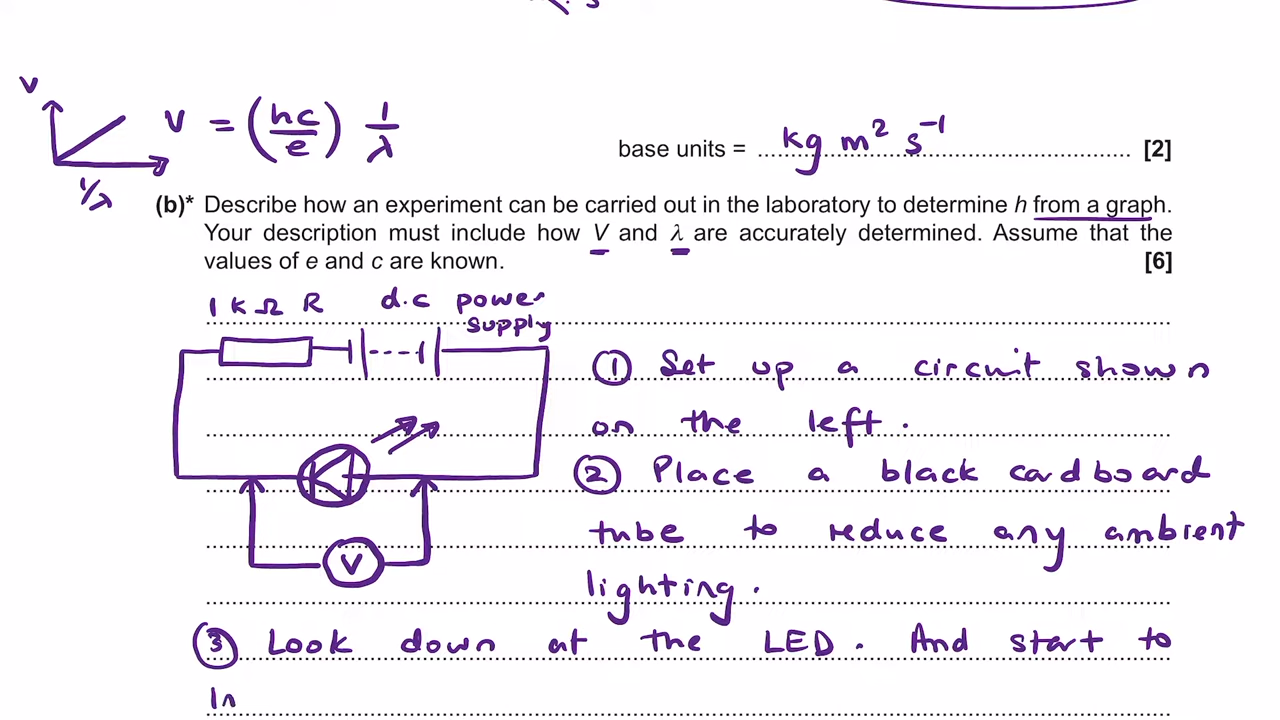 V
V = (hc/e) 1/λ
1/λ
base units = kg m² s⁻¹ [2]
(b)* Describe how an experiment can be carried out in the laboratory to determine h from a graph.
Your description must include how V and λ are accurately determined. Assume that the
values of e and c are known. [6]
1 k Ω R d.c power
supply
V
① Set up a circuit shown
on the left.
② Place a black cardboard
tube to reduce any ambient
lighting.
③ Look down at the LED. And start to
In